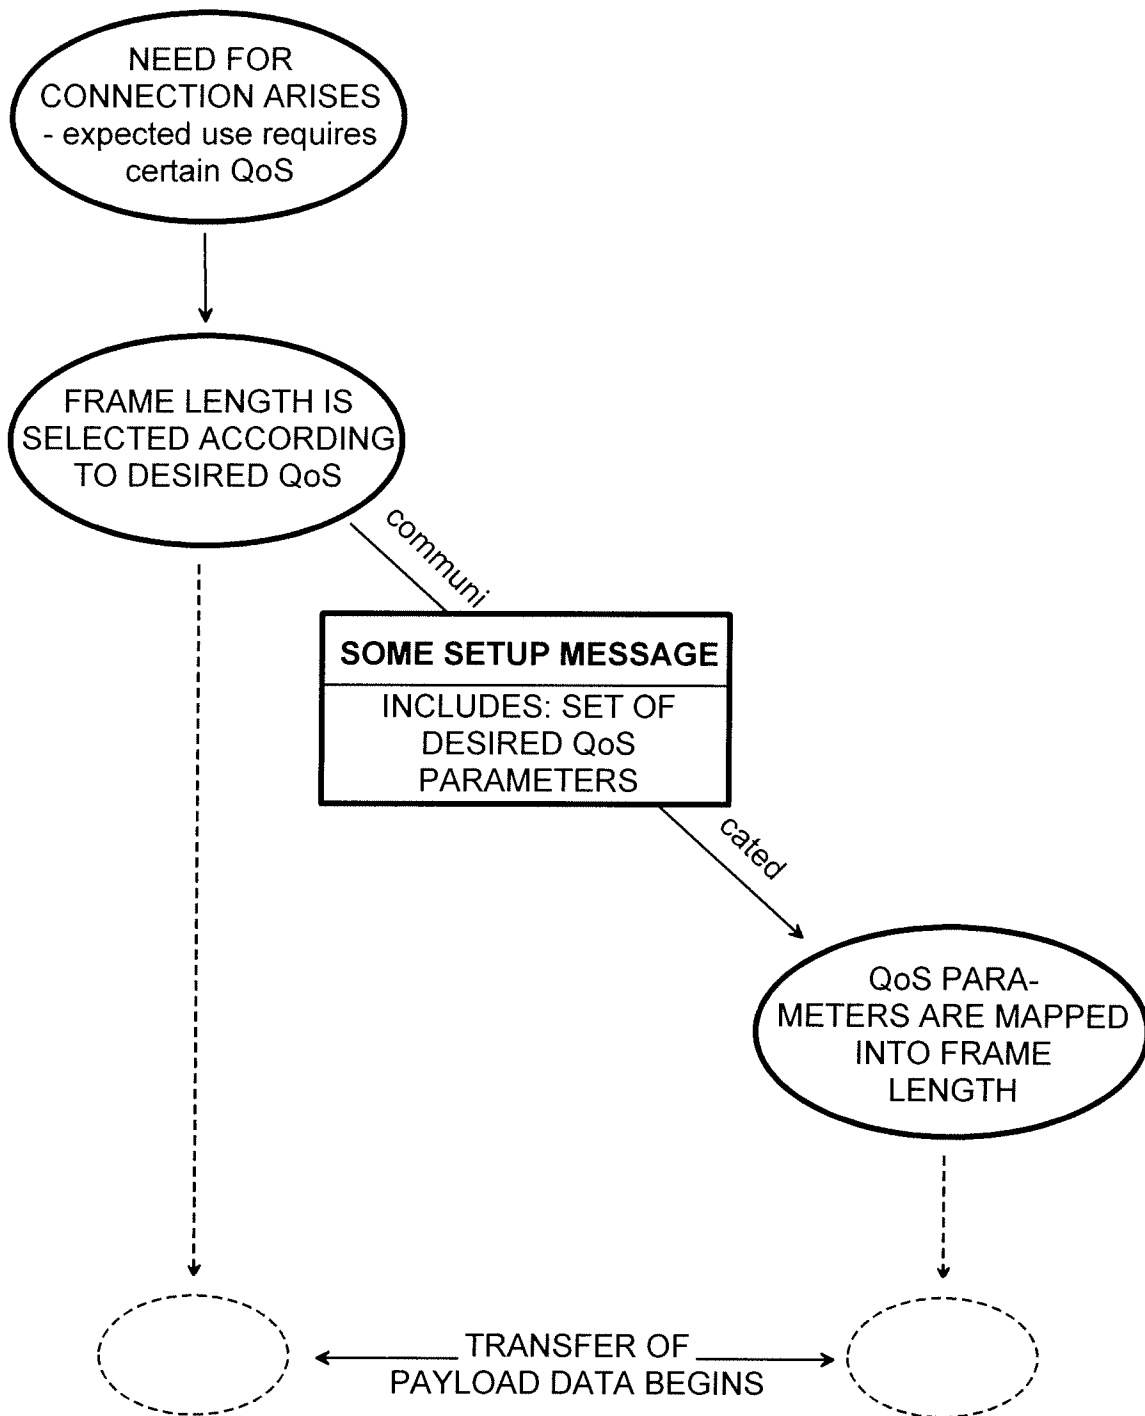 NEED FOR
CONNECTION ARISES
- expected use requires
certain QoS
FRAME LENGTH IS
SELECTED ACCORDING
TO DESIRED QoS
communi
SOME SETUP MESSAGE
INCLUDES: SET OF
DESIRED QoS
PARAMETERS
cated
QoS PARA-
METERS ARE MAPPED
INTO FRAME
LENGTH
TRANSFER OF
PAYLOAD DATA BEGINS